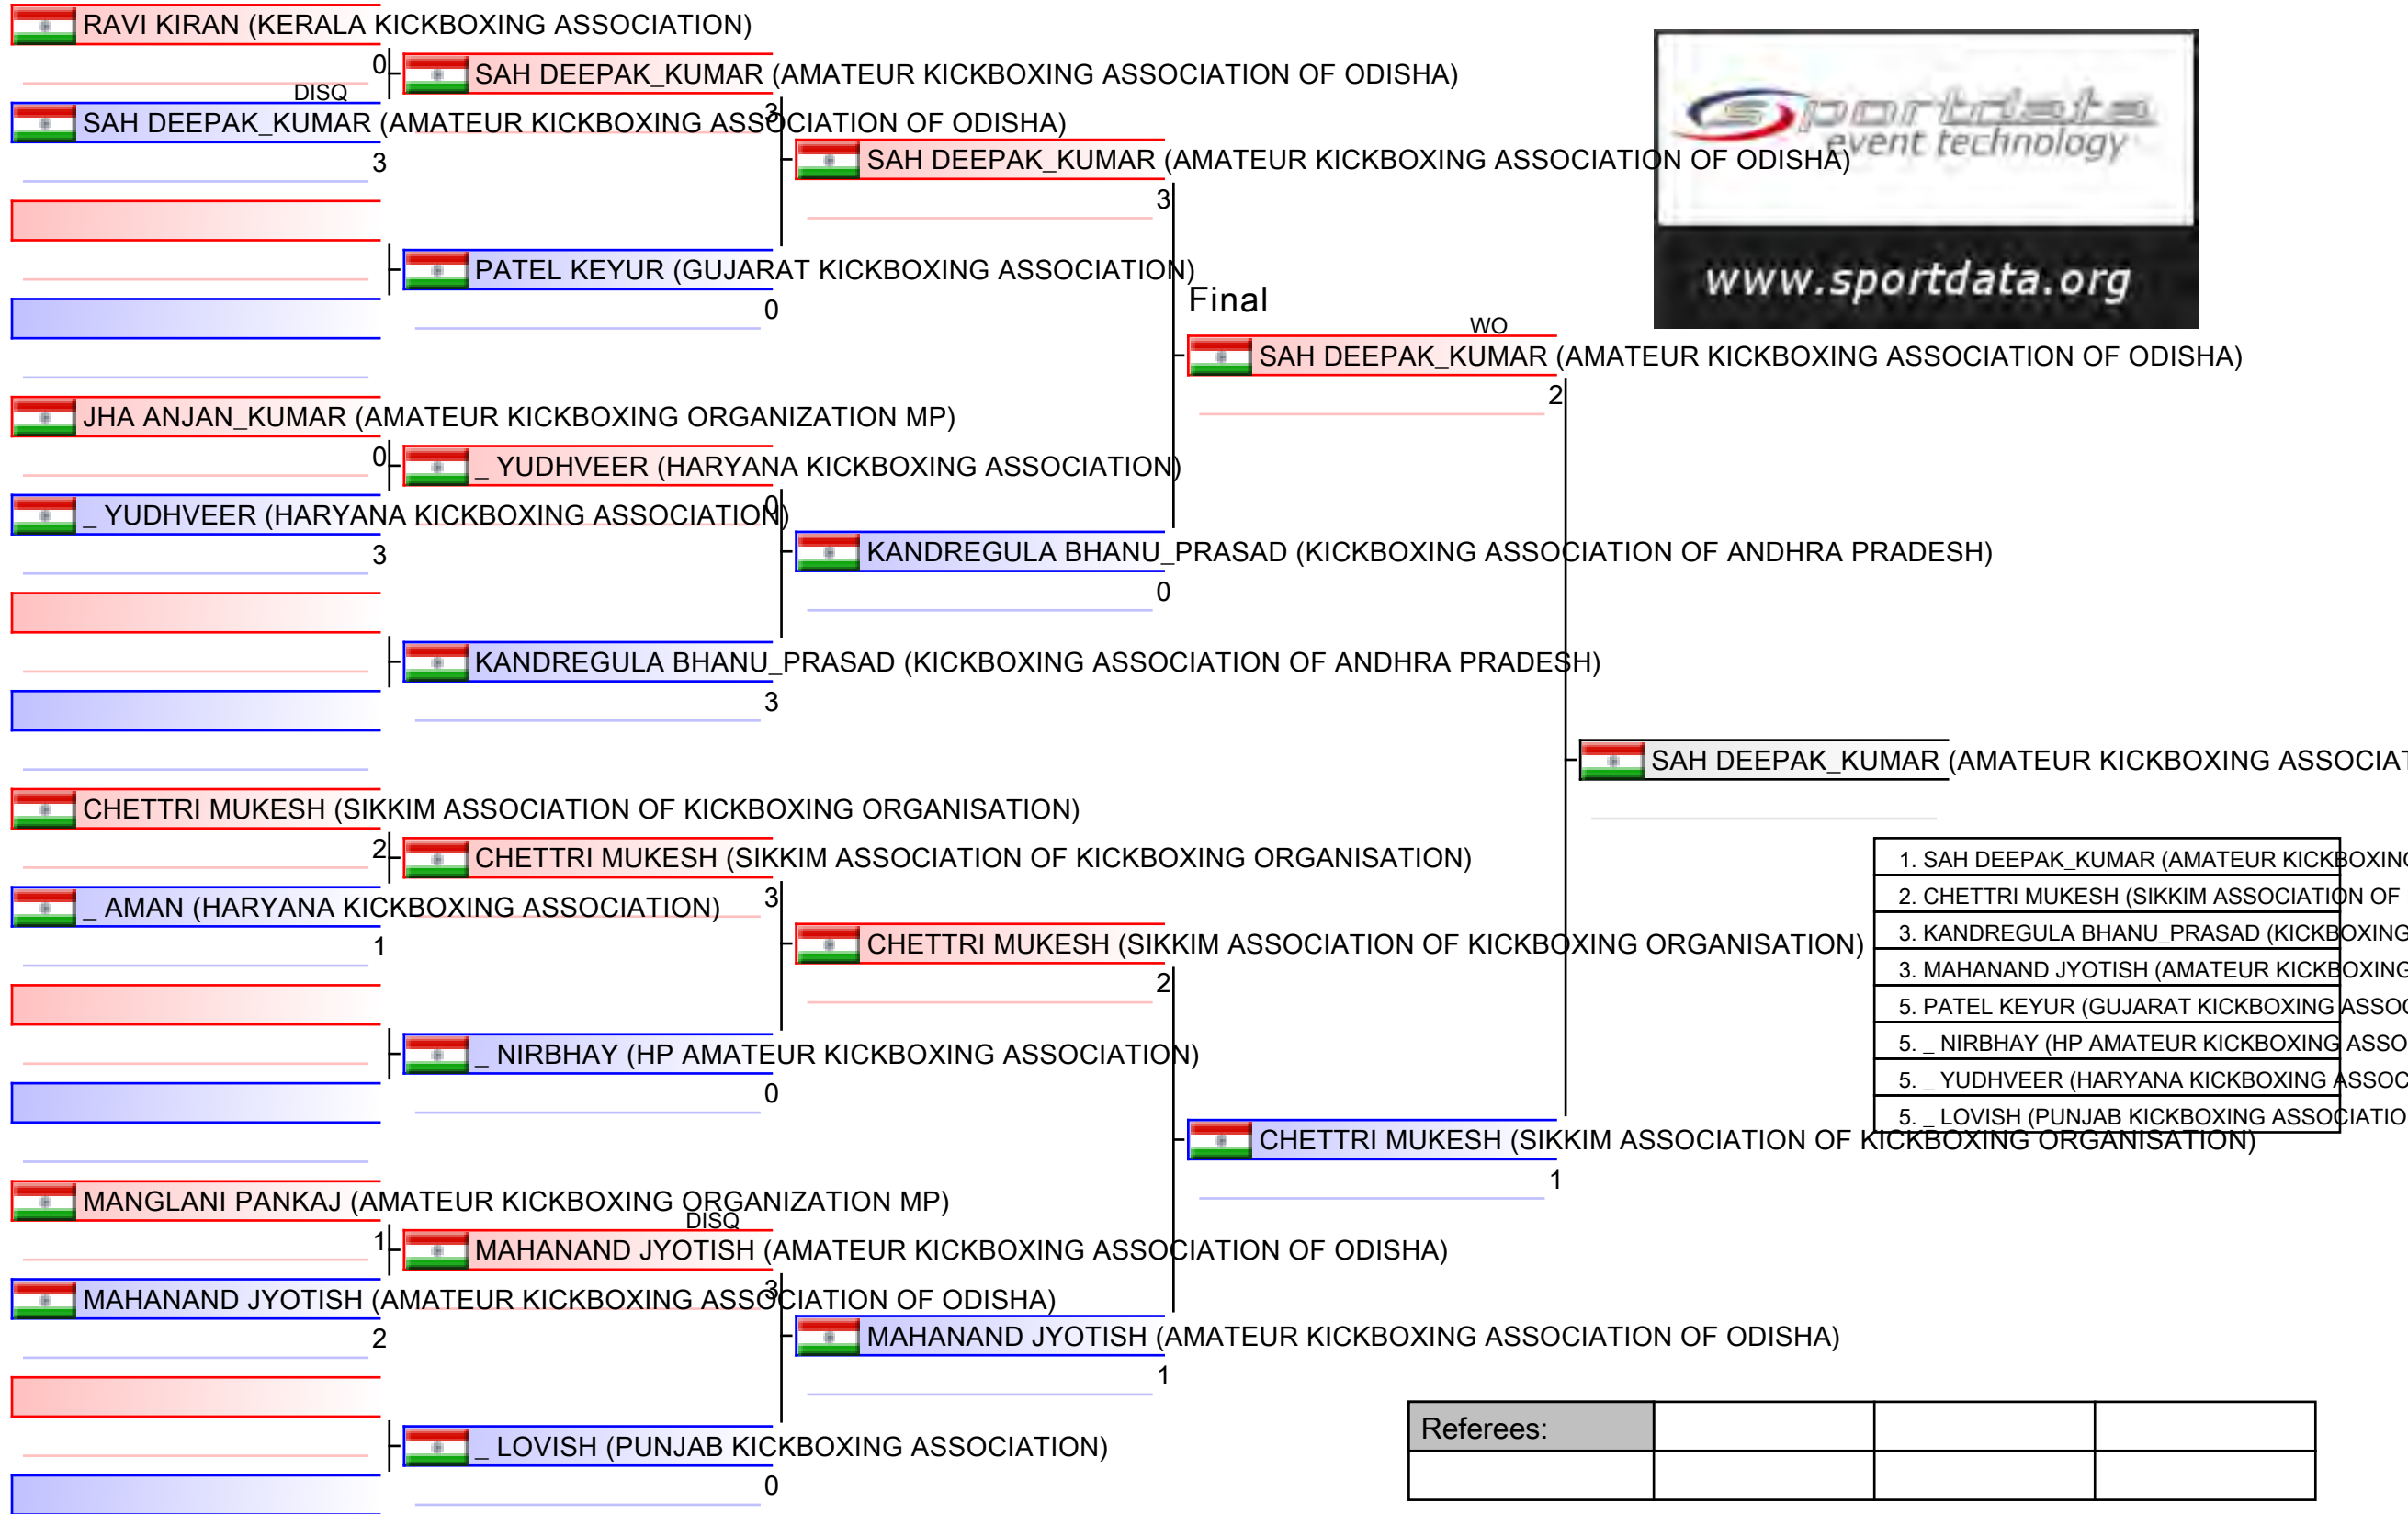 RAVI KIRAN (KERALA KICKBOXING ASSOCIATION)
0
DISQ
SAH DEEPAK_KUMAR (AMATEUR KICKBOXING ASSOCIATION OF ODISHA)
3
JHA ANJAN_KUMAR (AMATEUR KICKBOXING ORGANIZATION MP)
0
_ YUDHVEER (HARYANA KICKBOXING ASSOCIATION)
3
CHETTRI MUKESH (SIKKIM ASSOCIATION OF KICKBOXING ORGANISATION)
2
_ AMAN (HARYANA KICKBOXING ASSOCIATION)
1
MANGLANI PANKAJ (AMATEUR KICKBOXING ORGANIZATION MP)
1
MAHANAND JYOTISH (AMATEUR KICKBOXING ASSOCIATION OF ODISHA)
2
SAH DEEPAK_KUMAR (AMATEUR KICKBOXING ASSOCIATION OF ODISHA)
3
PATEL KEYUR (GUJARAT KICKBOXING ASSOCIATION)
0
_ YUDHVEER (HARYANA KICKBOXING ASSOCIATION)
0
KANDREGULA BHANU_PRASAD (KICKBOXING ASSOCIATION OF ANDHRA PRADESH)
3
CHETTRI MUKESH (SIKKIM ASSOCIATION OF KICKBOXING ORGANISATION)
3
_ NIRBHAY (HP AMATEUR KICKBOXING ASSOCIATION)
0
DISQ
MAHANAND JYOTISH (AMATEUR KICKBOXING ASSOCIATION OF ODISHA)
3
_ LOVISH (PUNJAB KICKBOXING ASSOCIATION)
0
SAH DEEPAK_KUMAR (AMATEUR KICKBOXING ASSOCIATION OF ODISHA)
3
KANDREGULA BHANU_PRASAD (KICKBOXING ASSOCIATION OF ANDHRA PRADESH)
0
CHETTRI MUKESH (SIKKIM ASSOCIATION OF KICKBOXING ORGANISATION)
2
MAHANAND JYOTISH (AMATEUR KICKBOXING ASSOCIATION OF ODISHA)
1
Final
WO
SAH DEEPAK_KUMAR (AMATEUR KICKBOXING ASSOCIATION OF ODISHA)
2
CHETTRI MUKESH (SIKKIM ASSOCIATION OF KICKBOXING ORGANISATION)
1
SAH DEEPAK_KUMAR (AMATEUR KICKBOXING ASSOCIAT
sportdata
event technology
www.sportdata.org
1. SAH DEEPAK_KUMAR (AMATEUR KICKBOXING
2. CHETTRI MUKESH (SIKKIM ASSOCIATION OF
3. KANDREGULA BHANU_PRASAD (KICKBOXING
3. MAHANAND JYOTISH (AMATEUR KICKBOXING
5. PATEL KEYUR (GUJARAT KICKBOXING ASSOC
5. _ NIRBHAY (HP AMATEUR KICKBOXING ASSO
5. _ YUDHVEER (HARYANA KICKBOXING ASSOC
5. _ LOVISH (PUNJAB KICKBOXING ASSOCIATIO
Referees: